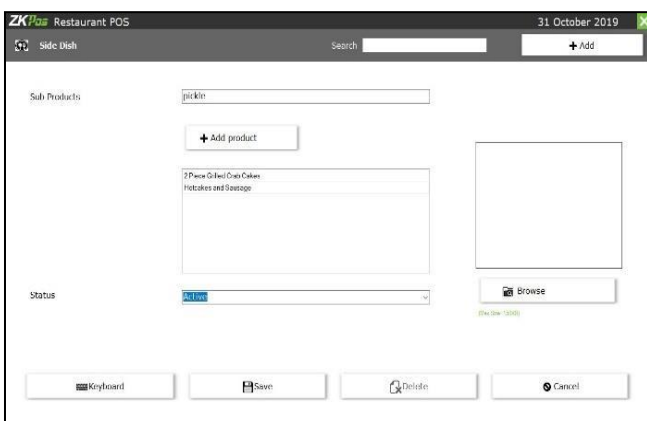 ZKPos Restaurant POS 31 October 2019 X
Side Dish Search + Add
Sub Products pickle
+ Add product
2 Piece Grilled Crab Cakes
Hotcakes and Sausage
Status Active
Browse
Keyboard Save Delete Cancel